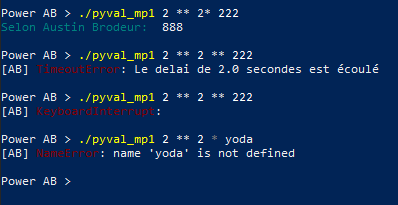 Power AB > ./pyval_mp1 2 ** 2* 222
Selon Austin Brodeur:  888
Power AB > ./pyval_mp1 2 ** 2 ** 222
[AB] TimeoutError: Le delai de 2.0 secondes est écoulé
Power AB > ./pyval_mp1 2 ** 2 ** 222
[AB] KeyboardInterrupt:
Power AB > ./pyval_mp1 2 ** 2 * yoda
[AB] NameError: name 'yoda' is not defined
Power AB >